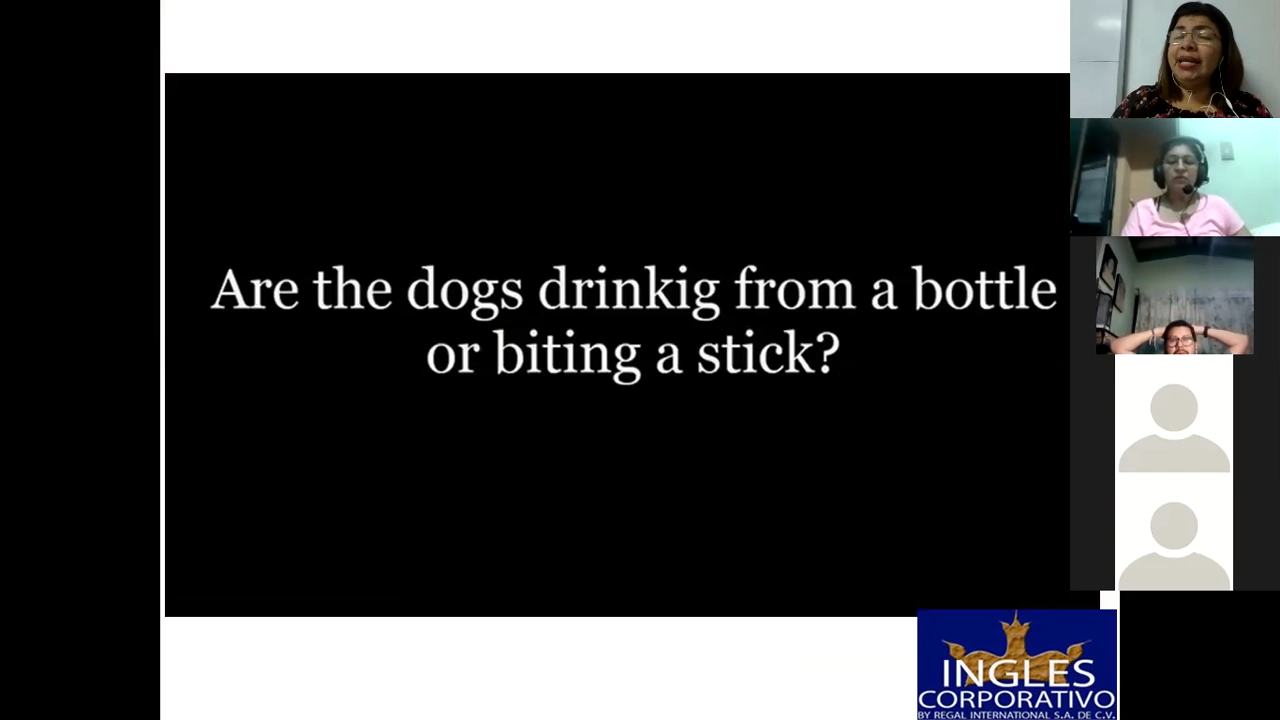 Are the dogs drinkig from a bottle
or biting a stick?
INGLES
CORPORATIVO
BY REGAL INTERNATIONAL S.A. DE C.V.